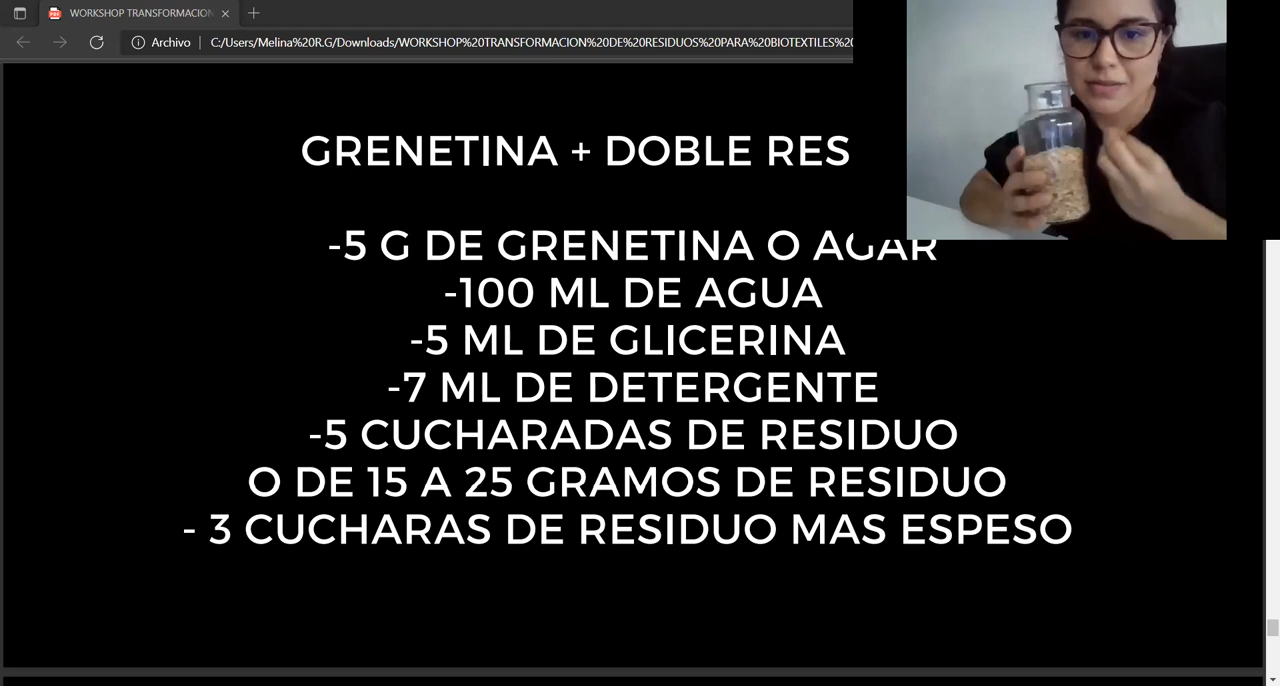 WORKSHOP TRANSFORMACION
Archivo
C:/Users/Melina%20R.G/Downloads/WORKSHOP%20TRANSFORMACION%20DE%20RESIDUOS%20PARA%20BIOTEXTILES%20
GRENETINA + DOBLE RES
-5 G DE GRENETINA O AGAR
-100 ML DE AGUA
-5 ML DE GLICERINA
-7 ML DE DETERGENTE
-5 CUCHARADAS DE RESIDUO
O DE 15 A 25 GRAMOS DE RESIDUO
- 3 CUCHARAS DE RESIDUO MAS ESPESO